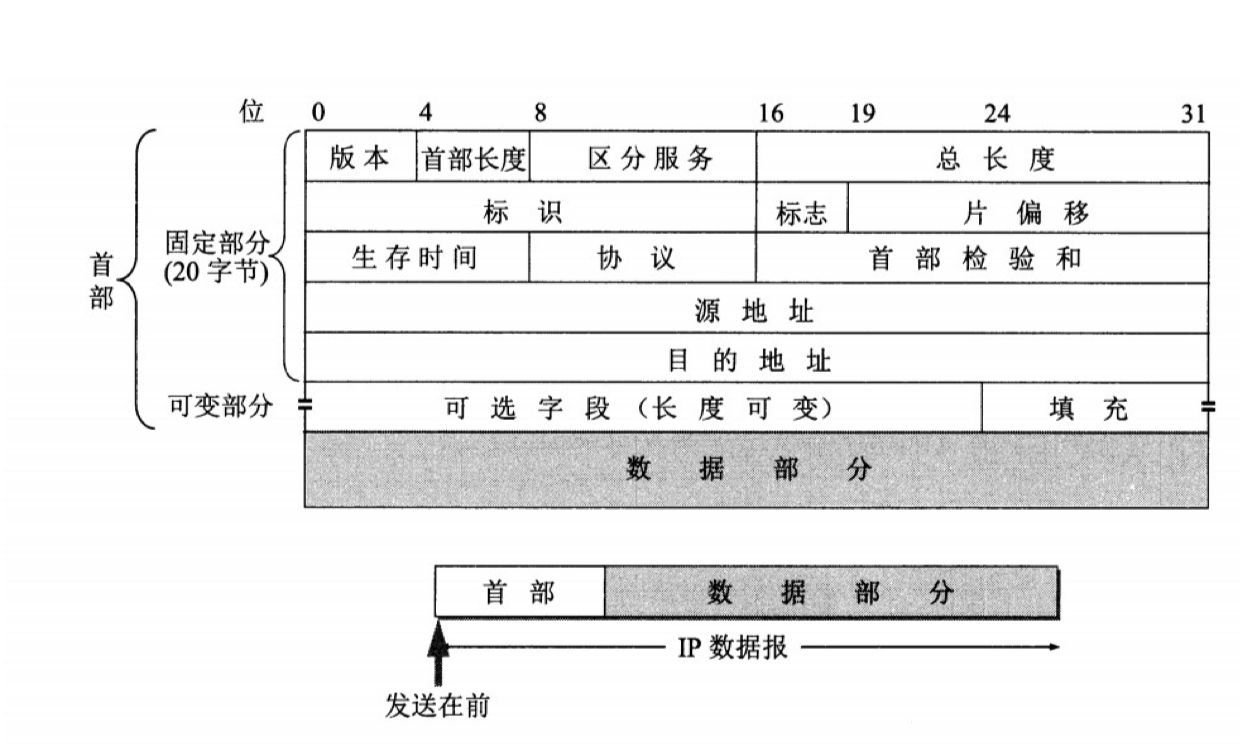 位 0 4 8 16 19 24 31
版本 首部长度 区分服务 总长度
标识 标志 片偏移
固定部分
(20 字节)
生存时间 协议 首部检验和
首部
源地址
目的地址
可变部分 可选字段（长度可变） 填充
数据部分
首部 数据部分
IP 数据报
发送在前